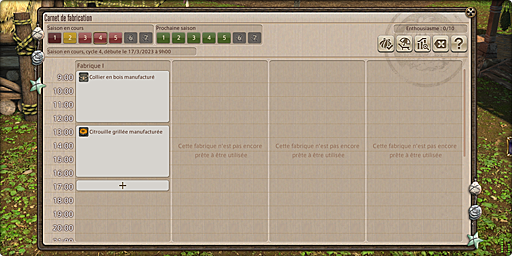 Carnet de fabrication
Saison en cours
Prochaine saison
Enthousiasme : 0/10
1 2 3 4 5 6 7
1 2 3 4 5 6 7
Saison en cours, cycle 4, débute le 17/3/2023 à 9h00
?
Fabrique I
9:00
10:00
11:00
12:00
13:00
14:00
15:00
16:00
17:00
18:00
19:00
20:00
21:00
Collier en bois manufacturé
Citrouille grillée manufacturée
+
Cette fabrique n'est pas encore
prête à être utilisée.
Cette fabrique n'est pas encore
prête à être utilisée.
Cette fabrique n'est pas encore
prête à être utilisée.